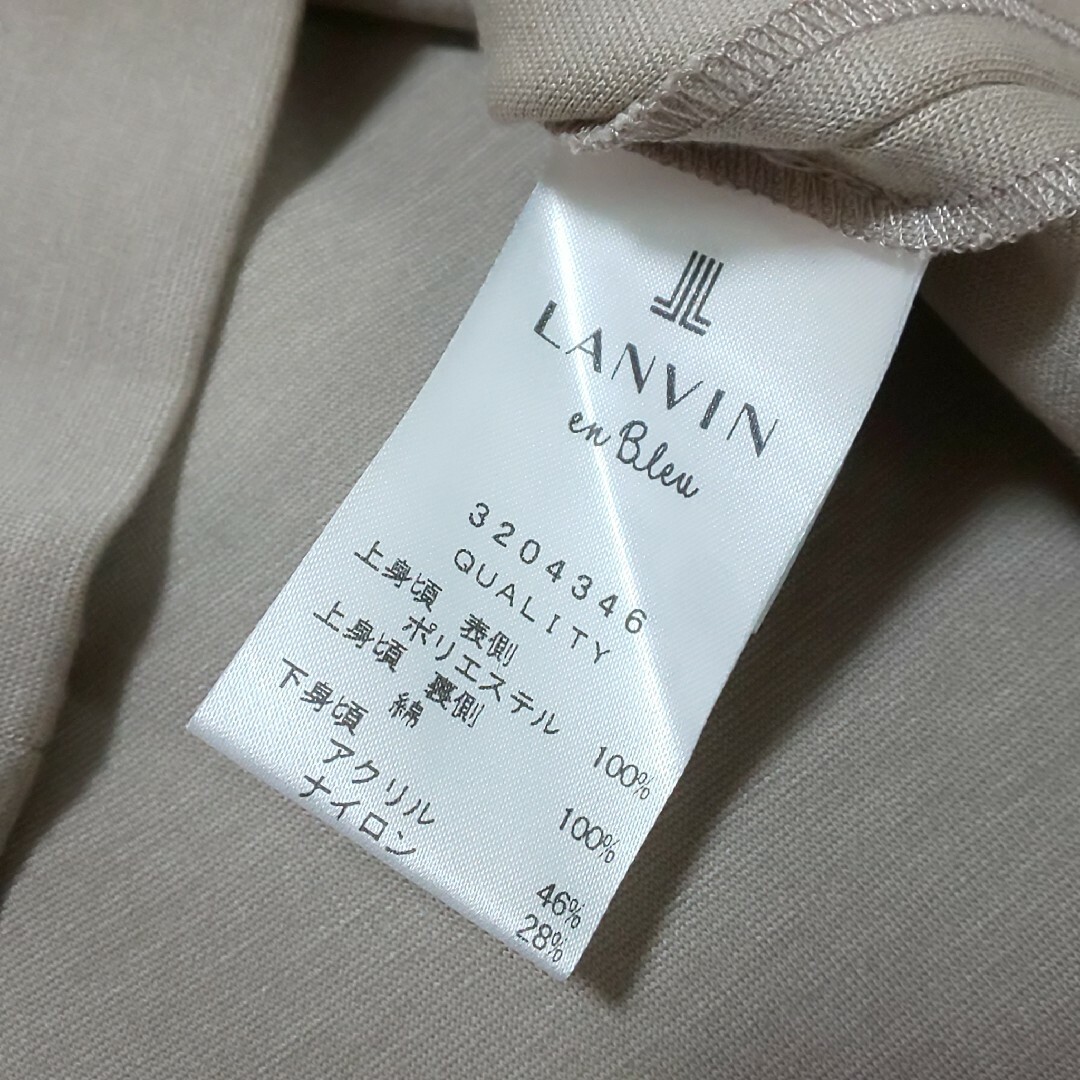 LANVIN
en Bleu
3204346
QUALITY
上身頃 表側
ポリエステル 100%
上身頃 裏側
綿 100%
下身頃
アクリル 46%
ナイロン 28%